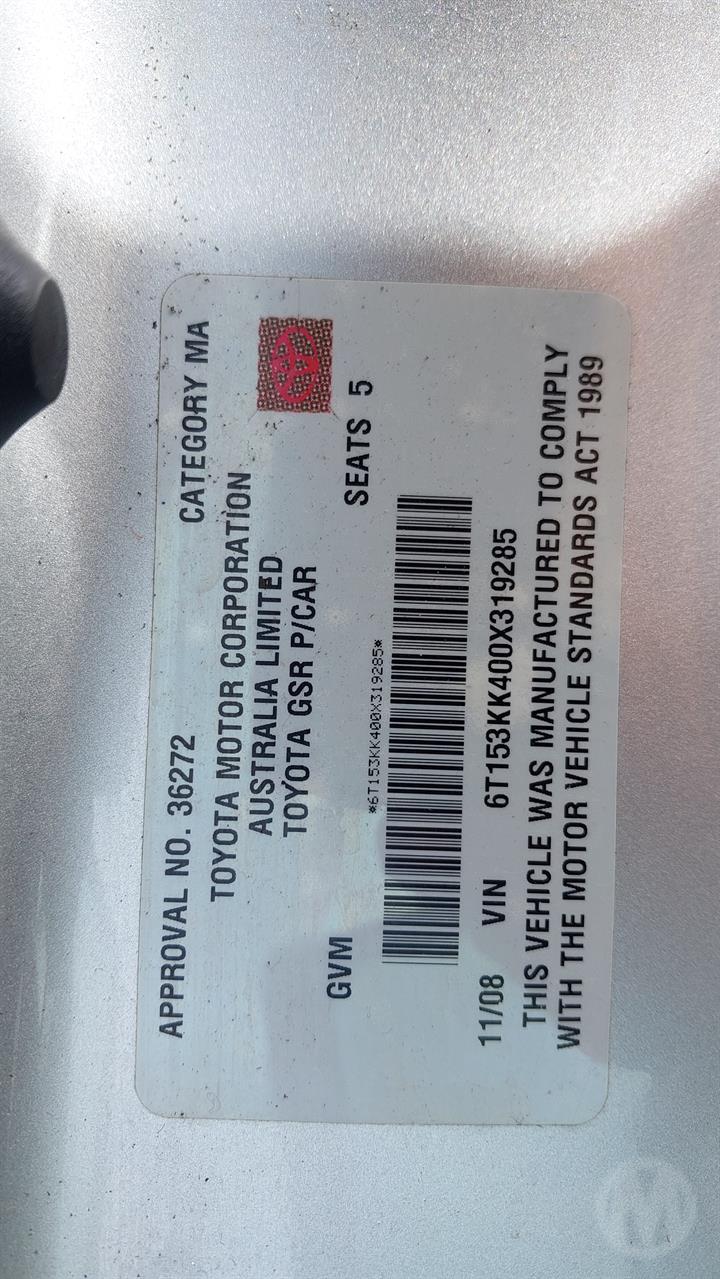 APPROVAL NO. 36272 CATEGORY MA
TOYOTA MOTOR CORPORATION
AUSTRALIA LIMITED
TOYOTA GSR P/CAR
GVM SEATS 5
*6T153KK400X319285*
11/08 VIN 6T153KK400X319285
THIS VEHICLE WAS MANUFACTURED TO COMPLY
WITH THE MOTOR VEHICLE STANDARDS ACT 1989
M